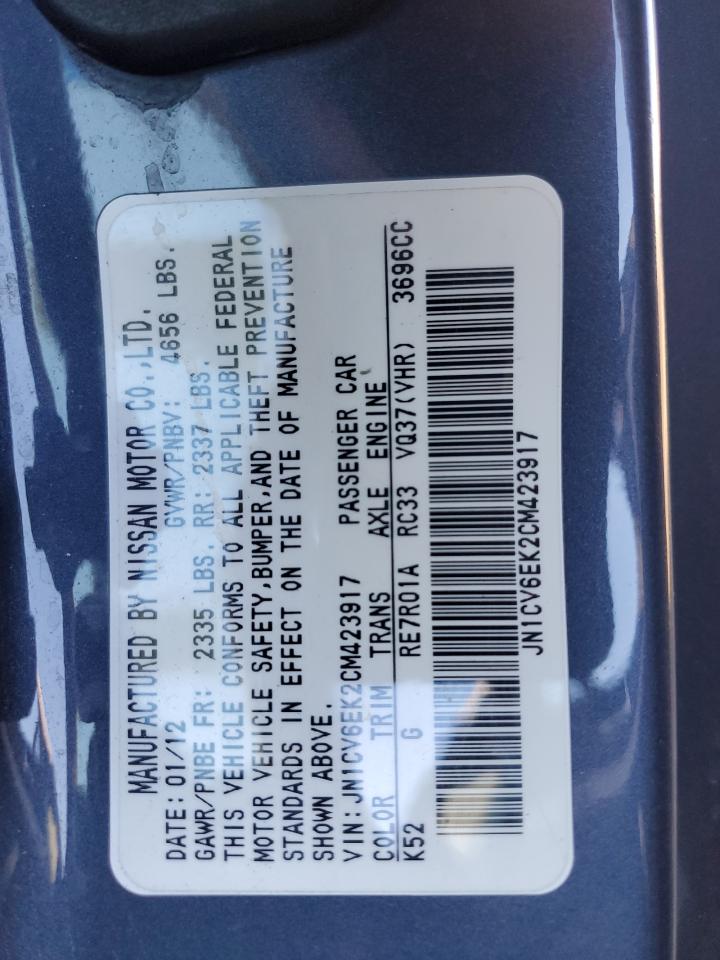 MANUFACTURED BY NISSAN MOTOR CO.,LTD.
DATE: 01/12 GVWR/PNBV: 4656 LBS.
GAWR/PNBE FR: 2335 LBS. RR: 2337 LBS.
THIS VEHICLE CONFORMS TO ALL APPLICABLE FEDERAL
MOTOR VEHICLE SAFETY,BUMPER,AND THEFT PREVENTION
STANDARDS IN EFFECT ON THE DATE OF MANUFACTURE
SHOWN ABOVE.
VIN: JN1CV6EK2CM423917 PASSENGER CAR
COLOR TRIM TRANS AXLE ENGINE
K52 G RE7R01A RC33 VQ37(VHR) 3696CC
JN1CV6EK2CM423917